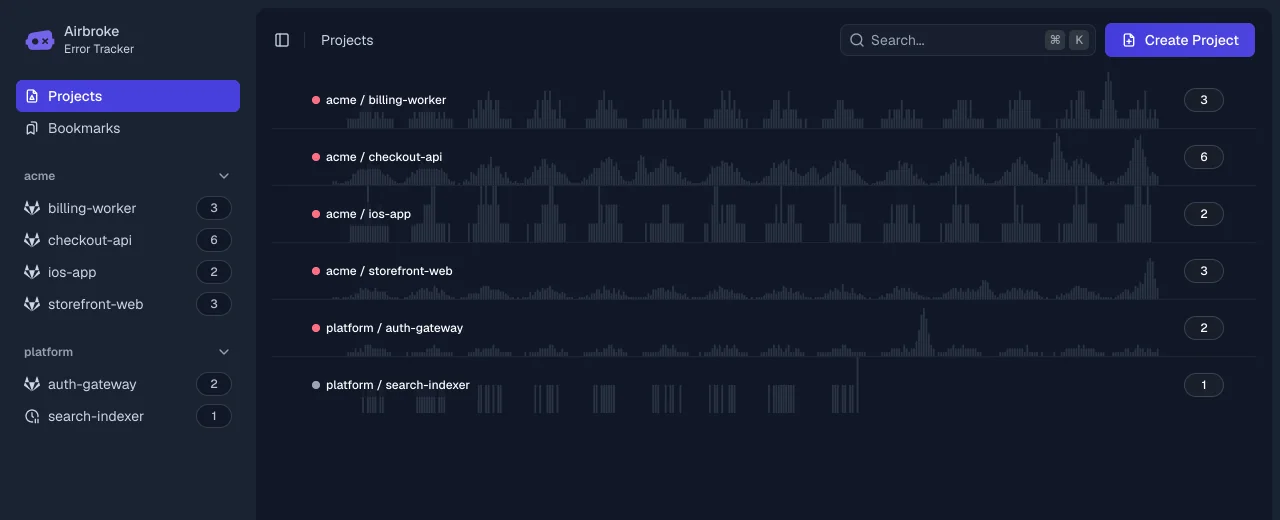 Airbroke
Error Tracker
Projects
Bookmarks
acme
billing-worker 3
checkout-api 6
ios-app 2
storefront-web 3
platform
auth-gateway 2
search-indexer 1
Projects
Search... ⌘ K
Create Project
acme / billing-worker 3
acme / checkout-api 6
acme / ios-app 2
acme / storefront-web 3
platform / auth-gateway 2
platform / search-indexer 1